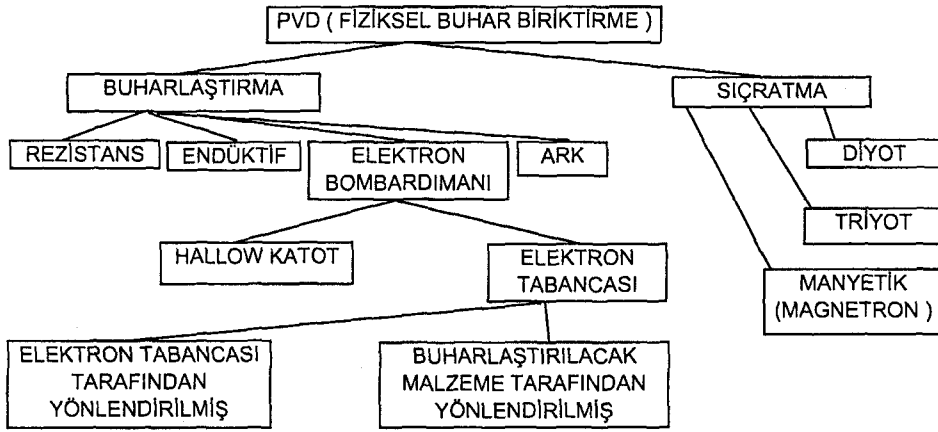 PVD ( FİZİKSEL BUHAR BİRİKTİRME )
BUHARLAŞTIRMA
SIÇRATMA
REZİSTANS
ENDÜKTİF
ELEKTRON
BOMBARDIMANI
ARK
DİYOT
TRİYOT
MANYETİK
(MAGNETRON )
HALLOW KATOT
ELEKTRON
TABANCASI
ELEKTRON TABANCASI
TARAFINDAN
YÖNLENDİRİLMİŞ
BUHARLAŞTIRILACAK
MALZEME TARAFINDAN
YÖNLENDİRİLMİŞ